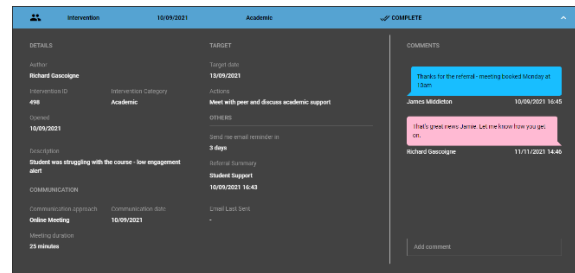 Intervention 10/09/2021 Academic COMPLETE
DETAILS
Author
Richard Gascoigne
Intervention ID Intervention Category
498 Academic
Opened
10/09/2021
Description
Student was struggling with the course - low engagement
alert
COMMUNICATION
Communication approach Communication date
Online Meeting 10/09/2021
Meeting duration
25 minutes
TARGET
Target date
13/09/2021
Actions
Meet with peer and discuss academic support
OTHERS
Send me email reminder in
3 days
Referral Summary
Student Support
10/09/2021 16:43
Email Last Sent
-
COMMENTS
Thanks for the referral - meeting booked Monday at
10am
James Middleton 10/09/2021 16:45
That's great news Jamie. Let me know how you get
on.
Richard Gascoigne 11/11/2021 14:46
Add comment